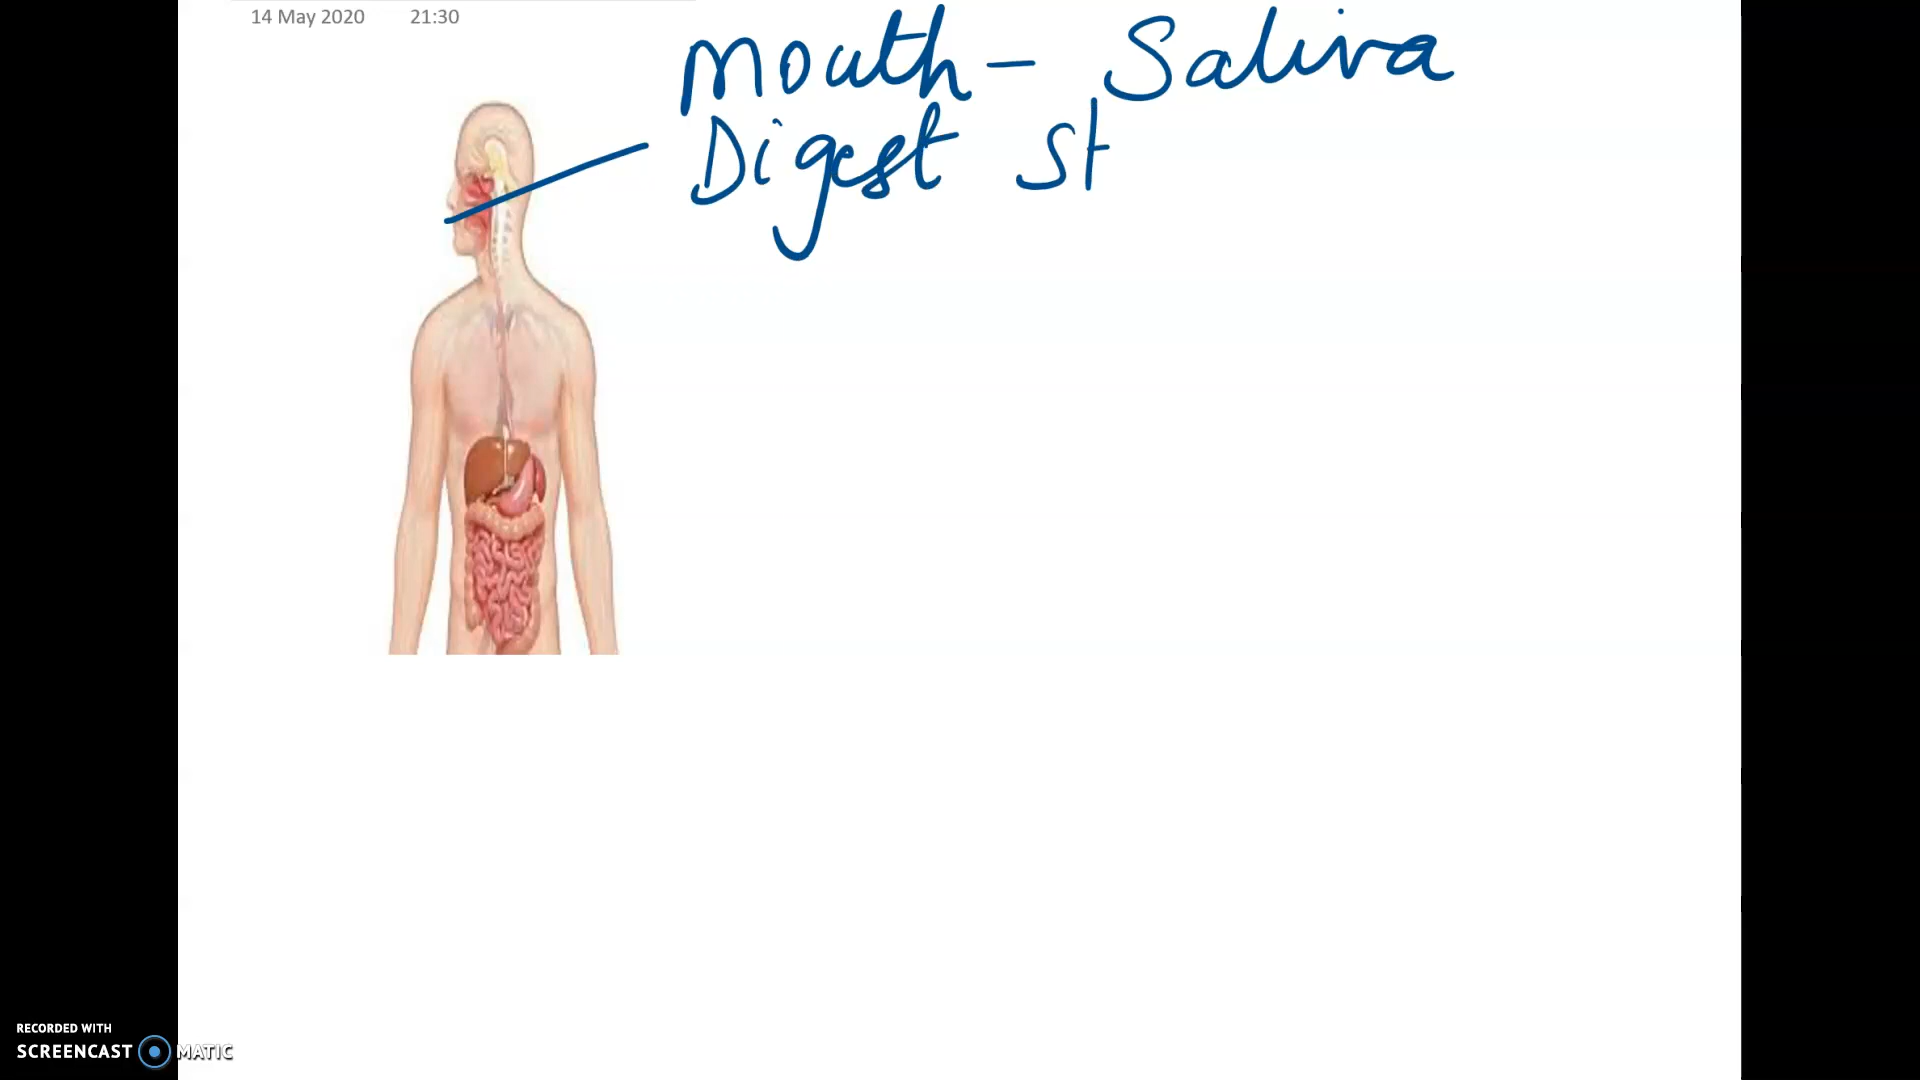 14 May 2020 21:30
Mouth - Saliva
Digest St
RECORDED WITH
SCREENCAST MATIC